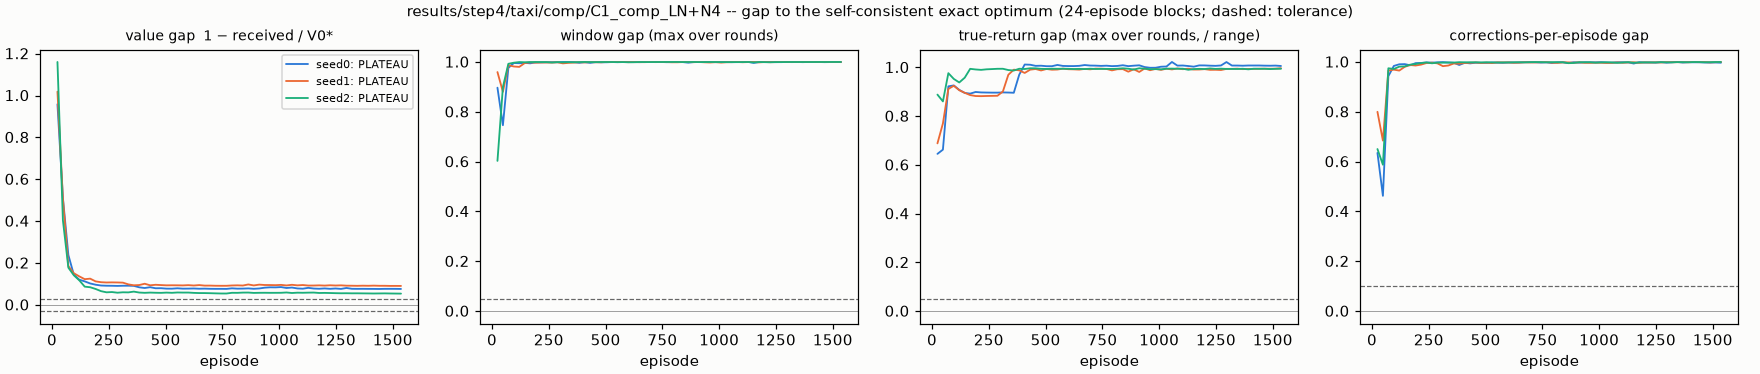 results/step4/taxi/comp/C1_comp_LN+N4 -- gap to the self-consistent exact optimum (24-episode blocks; dashed: tolerance)
value gap  1 − received / V0*
1.2
1.0
0.8
0.6
0.4
0.2
0.0
seed0: PLATEAU
seed1: PLATEAU
seed2: PLATEAU
0 250 500 750 1000 1250 1500
episode
window gap (max over rounds)
1.0
0.8
0.6
0.4
0.2
0.0
0 250 500 750 1000 1250 1500
episode
true-return gap (max over rounds, / range)
1.0
0.8
0.6
0.4
0.2
0.0
0 250 500 750 1000 1250 1500
episode
corrections-per-episode gap
1.0
0.8
0.6
0.4
0.2
0.0
0 250 500 750 1000 1250 1500
episode